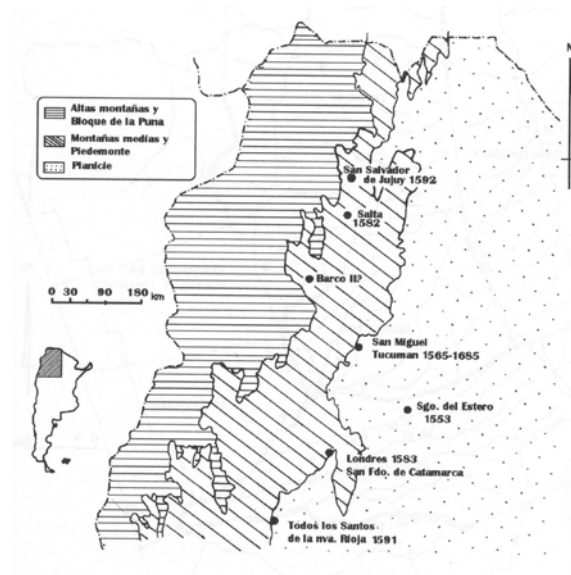 N
Altas montañas y
Bloque de la Puna
Montañas medias y
Piedemonte
Planicie
San Salvador
de Jujuy 1592
Salta
1582
Barco II?
0 30 90 180 km
San Miguel
Tucuman 1565-1685
Sgo. del Estero
1553
Londres 1583
San Fdo. de Catamarca
Todos los Santos
de la nva. Rioja 1591